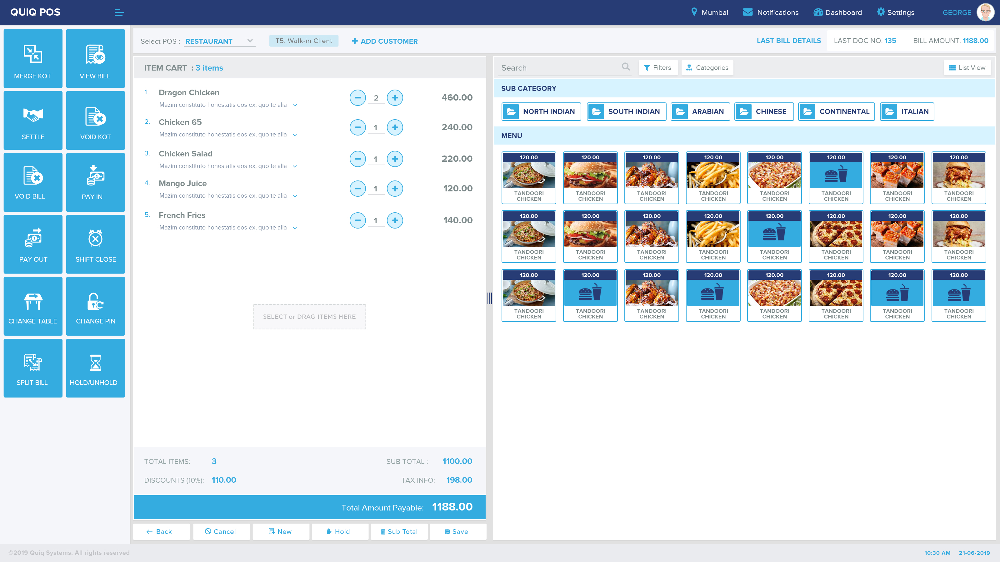 QUIQ POS
Mumbai
Notifications
Dashboard
Settings
GEORGE
MERGE KOT
VIEW BILL
SETTLE
VOID KOT
VOID BILL
PAY IN
PAY OUT
SHIFT CLOSE
CHANGE TABLE
CHANGE PIN
SPLIT BILL
HOLD/UNHOLD
Select POS : RESTAURANT
T5: Walk-in Client
ADD CUSTOMER
LAST BILL DETAILS
LAST DOC NO: 135
BILL AMOUNT: 1188.00
ITEM CART : 3 items
1. Dragon Chicken 2 460.00
Mazim constituto honestatis eos ex, quo te alia
2. Chicken 65 1 240.00
Mazim constituto honestatis eos ex, quo te alia
3. Chicken Salad 1 220.00
Mazim constituto honestatis eos ex, quo te alia
4. Mango Juice 1 120.00
Mazim constituto honestatis eos ex, quo te alia
5. French Fries 1 140.00
Mazim constituto honestatis eos ex, quo te alia
SELECT or DRAG ITEMS HERE
TOTAL ITEMS: 3
SUB TOTAL : 1100.00
DISCOUNTS (10%): 110.00
TAX INFO: 198.00
Total Amount Payable: 1188.00
Back
Cancel
New
Hold
Sub Total
Save
Search
Filters
Categories
List View
SUB CATEGORY
NORTH INDIAN
SOUTH INDIAN
ARABIAN
CHINESE
CONTINENTAL
ITALIAN
MENU
120.00 120.00 120.00 120.00 120.00 120.00 120.00 120.00
TANDOORI TANDOORI TANDOORI TANDOORI TANDOORI TANDOORI TANDOORI TANDOORI
CHICKEN CHICKEN CHICKEN CHICKEN CHICKEN CHICKEN CHICKEN CHICKEN
120.00 120.00 120.00 120.00 120.00 120.00 120.00 120.00
TANDOORI TANDOORI TANDOORI TANDOORI TANDOORI TANDOORI TANDOORI TANDOORI
CHICKEN CHICKEN CHICKEN CHICKEN CHICKEN CHICKEN CHICKEN CHICKEN
120.00 120.00 120.00 120.00 120.00 120.00 120.00 120.00
TANDOORI TANDOORI TANDOORI TANDOORI TANDOORI TANDOORI TANDOORI TANDOORI
CHICKEN CHICKEN CHICKEN CHICKEN CHICKEN CHICKEN CHICKEN CHICKEN
©2019 Quiq Systems. All rights reserved
10:30 AM 21-06-2019